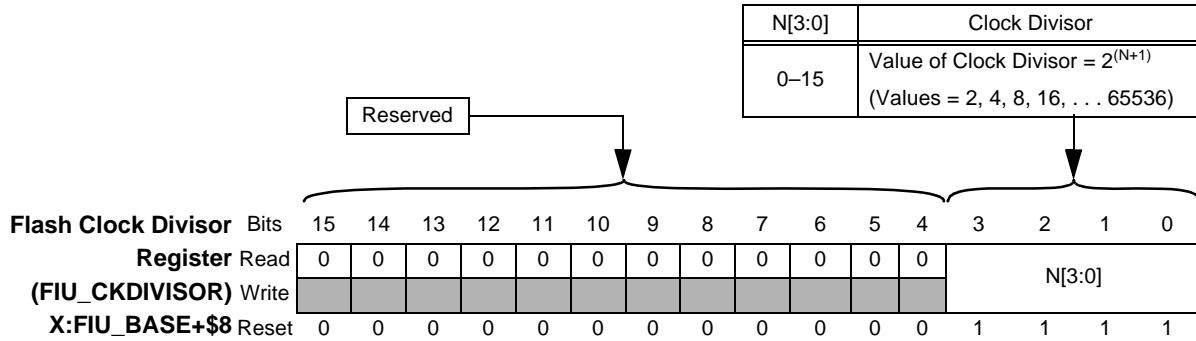 N[3:0] Clock Divisor
0–15 Value of Clock Divisor = 2^(N+1)
(Values = 2, 4, 8, 16, . . . 65536)
Reserved
Flash Clock Divisor Bits 15 14 13 12 11 10 9 8 7 6 5 4 3 2 1 0
Register Read 0 0 0 0 0 0 0 0 0 0 0 0 N[3:0]
(FIU_CKDIVISOR) Write
X:FIU_BASE+$8 Reset 0 0 0 0 0 0 0 0 0 0 0 0 1 1 1 1